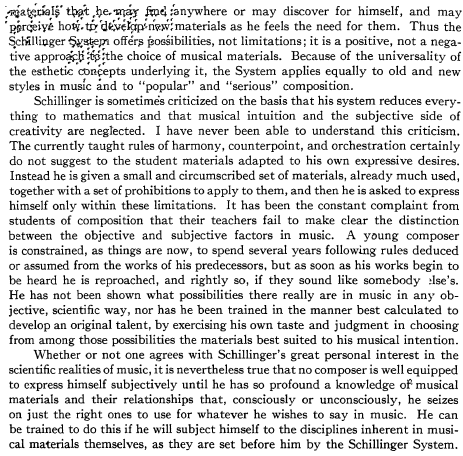 materials that he may find anywhere or may discover for himself, and may
perceive how to develop new materials as he feels the need for them. Thus the
Schillinger System offers possibilities, not limitations; it is a positive, not a nega-
tive approach to the choice of musical materials. Because of the universality of
the esthetic concepts underlying it, the System applies equally to old and new
styles in music and to "popular" and "serious" composition.
Schillinger is sometimes criticized on the basis that his system reduces every-
thing to mathematics and that musical intuition and the subjective side of
creativity are neglected. I have never been able to understand this criticism.
The currently taught rules of harmony, counterpoint, and orchestration certainly
do not suggest to the student materials adapted to his own expressive desires.
Instead he is given a small and circumscribed set of materials, already much used,
together with a set of prohibitions to apply to them, and then he is asked to express
himself only within these limitations. It has been the constant complaint from
students of composition that their teachers fail to make clear the distinction
between the objective and subjective factors in music. A young composer
is constrained, as things are now, to spend several years following rules deduced
or assumed from the works of his predecessors, but as soon as his works begin to
be heard he is reproached, and rightly so, if they sound like somebody else's.
He has not been shown what possibilities there really are in music in any ob-
jective, scientific way, nor has he been trained in the manner best calculated to
develop an original talent, by exercising his own taste and judgment in choosing
from among those possibilities the materials best suited to his musical intention.
Whether or not one agrees with Schillinger's great personal interest in the
scientific realities of music, it is nevertheless true that no composer is well equipped
to express himself subjectively until he has so profound a knowledge of musical
materials and their relationships that, consciously or unconsciously, he seizes
on just the right ones to use for whatever he wishes to say in music. He can
be trained to do this if he will subject himself to the disciplines inherent in musi-
cal materials themselves, as they are set before him by the Schillinger System.